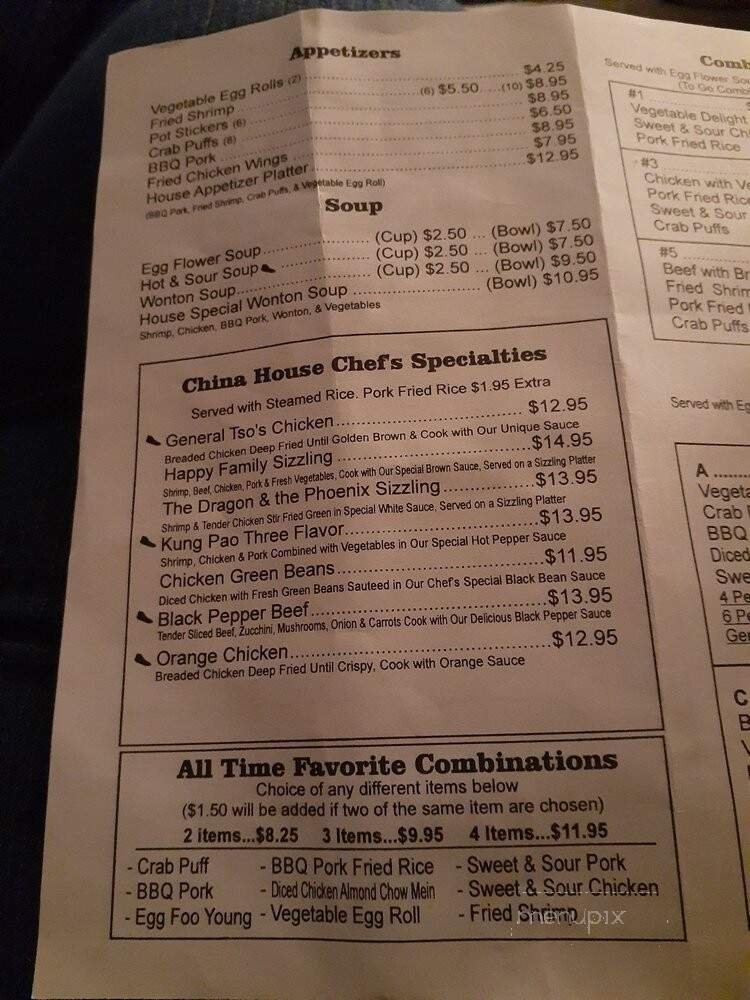 Appetizers
Vegetable Egg Rolls (2) $4.25
Fried Shrimp (6) $5.50 (10) $8.95
Pot Stickers (6) $8.95
Crab Puffs (8) $6.50
BBQ Pork $8.95
Fried Chicken Wings $7.95
House Appetizer Platter $12.95
(BBQ Pork, Fried Shrimp, Crab Puffs, & Vegetable Egg Roll)
Soup
Egg Flower Soup (Cup) $2.50 ... (Bowl) $7.50
Hot & Sour Soup (Cup) $2.50 ... (Bowl) $7.50
Wonton Soup (Cup) $2.50 ... (Bowl) $9.50
House Special Wonton Soup (Bowl) $10.95
Shrimp, Chicken, BBQ Pork, Wonton, & Vegetables
China House Chef's Specialties
Served with Steamed Rice. Pork Fried Rice $1.95 Extra
General Tso's Chicken $12.95
Breaded Chicken Deep Fried Until Golden Brown & Cook with Our Unique Sauce
Happy Family Sizzling $14.95
Shrimp, Beef, Chicken, Pork & Fresh Vegetables, Cook with Our Special Brown Sauce, Served on a Sizzling Platter
The Dragon & the Phoenix Sizzling $13.95
Shrimp & Tender Chicken Stir Fried Green in Special White Sauce, Served on a Sizzling Platter
Kung Pao Three Flavor $13.95
Shrimp, Chicken & Pork Combined with Vegetables in Our Special Hot Pepper Sauce
Chicken Green Beans $11.95
Diced Chicken with Fresh Green Beans Sauteed in Our Chef's Special Black Bean Sauce
Black Pepper Beef $13.95
Tender Sliced Beef, Zucchini, Mushrooms, Onion & Carrots Cook with Our Delicious Black Pepper Sauce
Orange Chicken $12.95
Breaded Chicken Deep Fried Until Crispy, Cook with Orange Sauce
All Time Favorite Combinations
Choice of any different items below
($1.50 will be added if two of the same item are chosen)
2 items...$8.25 3 Items...$9.95 4 Items...$11.95
- Crab Puff - BBQ Pork Fried Rice - Sweet & Sour Pork
- BBQ Pork - Diced Chicken Almond Chow Mein - Sweet & Sour Chicken
- Egg Foo Young - Vegetable Egg Roll - Fried Shrimp
menupix
Comb
Served with Egg Flower Sou
(To Go Combi
#1
Vegetable Delight
Sweet & Sour Ch
Pork Fried Rice
#3
Chicken with Ve
Pork Fried Rice
Sweet & Sour
Crab Puffs
#5
Beef with Br
Fried Shrim
Pork Fried
Crab Puffs
Served with Eg
A
Vegeta
Crab
BBQ
Diced
Swe
4 Pe
6 Pe
Gen
C
B